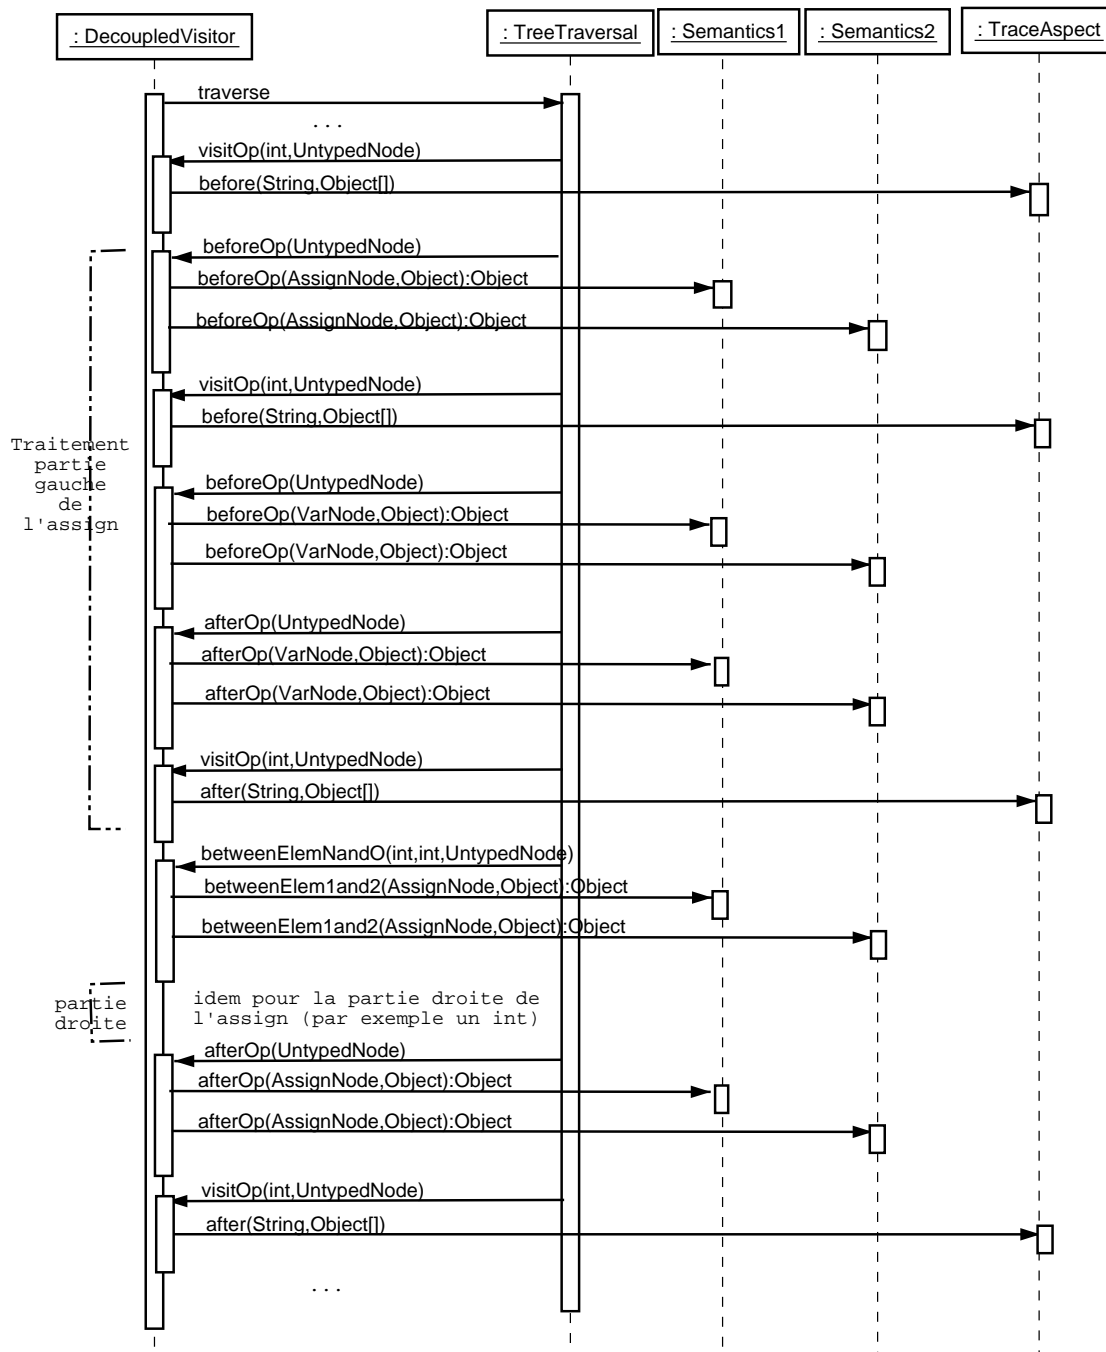 : DecoupledVisitor
: TreeTraversal
: Semantics1
: Semantics2
: TraceAspect
traverse
...
visitOp(int,UntypedNode)
before(String,Object[])
beforeOp(UntypedNode)
beforeOp(AssignNode,Object):Object
beforeOp(AssignNode,Object):Object
visitOp(int,UntypedNode)
before(String,Object[])
Traitement
partie
gauche
de
l'assign
beforeOp(UntypedNode)
beforeOp(VarNode,Object):Object
beforeOp(VarNode,Object):Object
afterOp(UntypedNode)
afterOp(VarNode,Object):Object
afterOp(VarNode,Object):Object
visitOp(int,UntypedNode)
after(String,Object[])
betweenElemNandO(int,int,UntypedNode)
betweenElem1and2(AssignNode,Object):Object
betweenElem1and2(AssignNode,Object):Object
partie
droite
idem pour la partie droite de
l'assign (par exemple un int)
afterOp(UntypedNode)
afterOp(AssignNode,Object):Object
afterOp(AssignNode,Object):Object
visitOp(int,UntypedNode)
after(String,Object[])
...